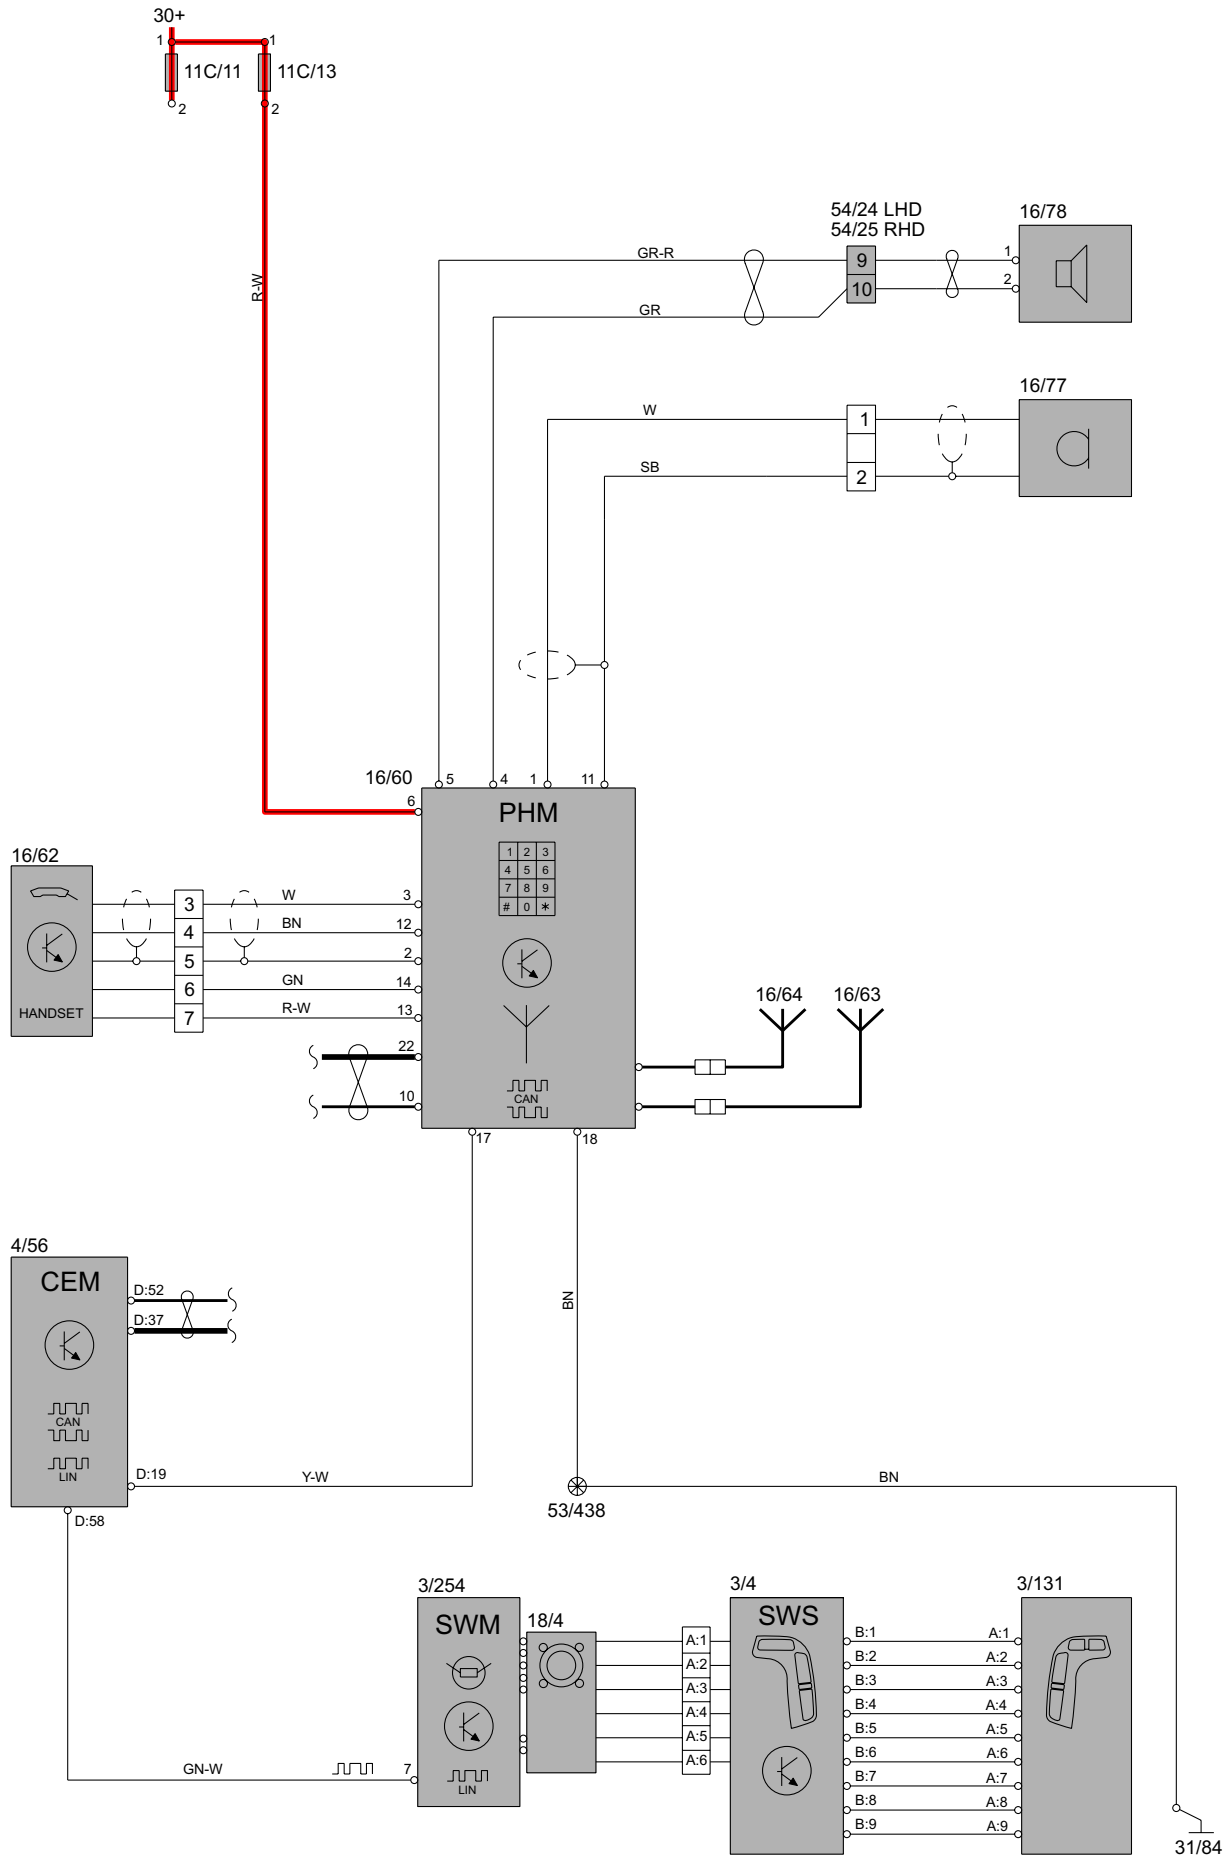 30+
1
1
11C/11
11C/13
2
2
R-W
54/24 LHD
54/25 RHD
16/78
GR-R
9
1
10
2
GR
16/77
W
1
SB
2
16/60
5
4
1
11
6
PHM
1 2 3
4 5 6
7 8 9
# 0 *
16/62
3
W
3
4
BN
12
5
2
6
GN
14
HANDSET
7
R-W
13
16/64
16/63
22
10
CAN
17
18
4/56
CEM
D:52
D:37
BN
CAN
LIN
D:19
Y-W
BN
53/438
D:58
3/254
18/4
3/4
3/131
SWM
SWS
A:1
B:1
A:1
A:2
B:2
A:2
A:3
B:3
A:3
A:4
B:4
A:4
A:5
B:5
A:5
A:6
B:6
A:6
GN-W
7
LIN
B:7
A:7
B:8
A:8
B:9
A:9
31/84